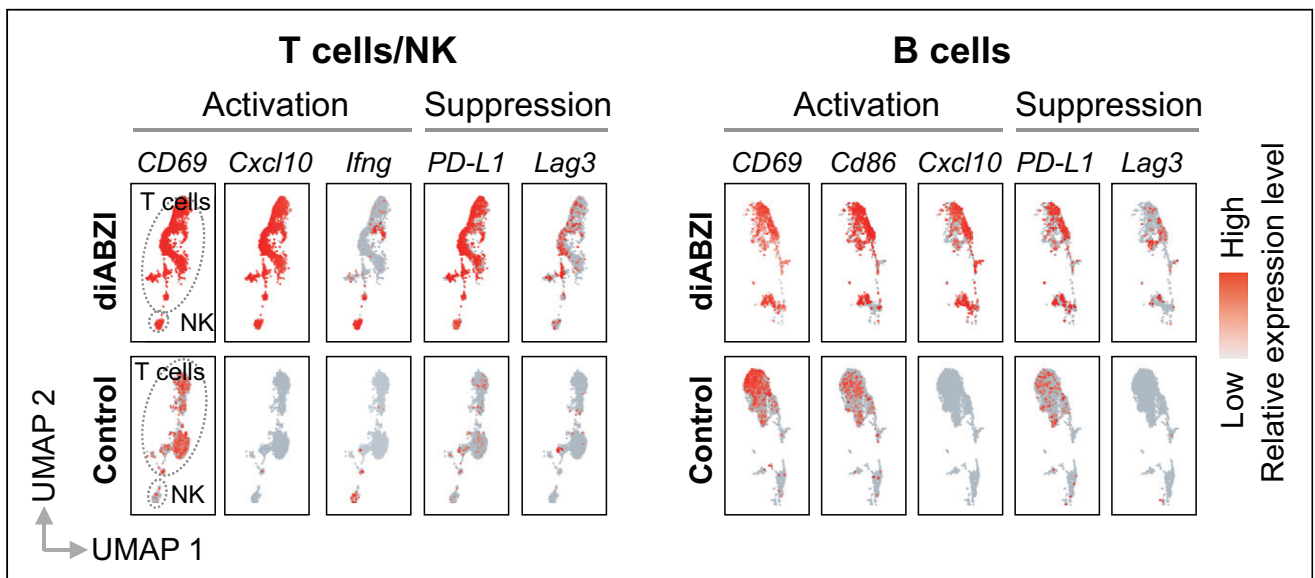 T cells/NK
B cells
Activation
Suppression
Activation
Suppression
CD69
Cxcl10
Ifng
PD-L1
Lag3
CD69
Cd86
Cxcl10
PD-L1
Lag3
diABZI
T cells
NK
diABZI
Control
T cells
NK
Control
Low
High
Relative expression level
UMAP 2
UMAP 1